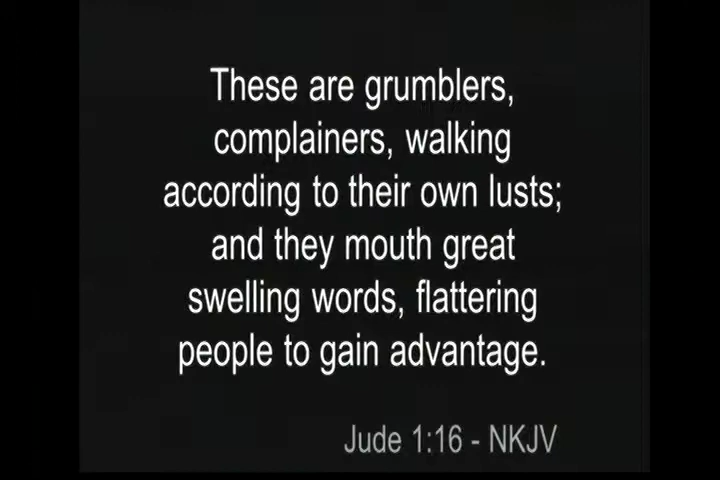 These are grumblers,
complainers, walking
according to their own lusts;
and they mouth great
swelling words, flattering
people to gain advantage.
Jude 1:16 - NKJV